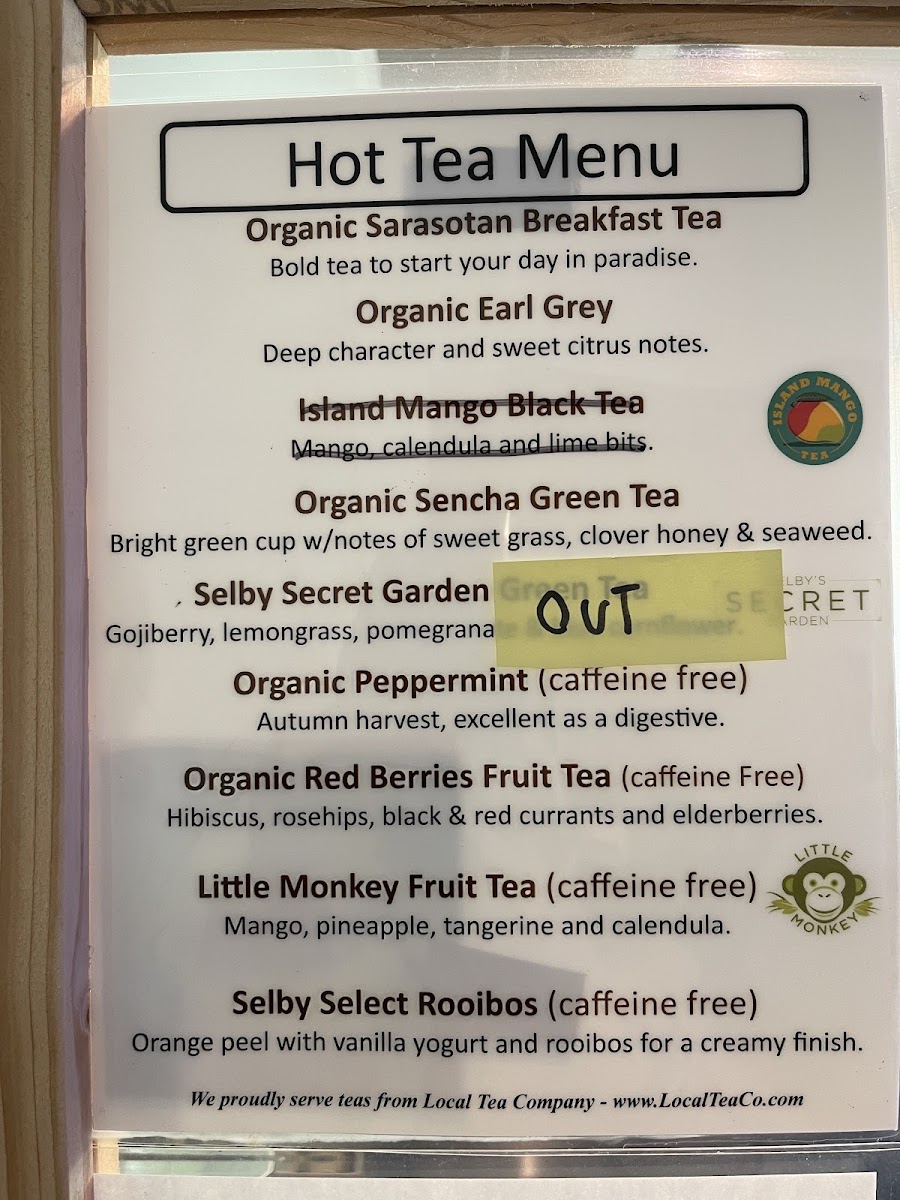 Hot Tea Menu
Organic Sarasotan Breakfast Tea
Bold tea to start your day in paradise.
Organic Earl Grey
Deep character and sweet citrus notes.
Island Mango Black Tea
Mango, calendula and lime bits.
ISLAND MANGO
TEA
Organic Sencha Green Tea
Bright green cup w/notes of sweet grass, clover honey & seaweed.
Selby Secret Garden Green Tea
Gojiberry, lemongrass, pomegranate
OUT
LBY'S
SECRET
ARDEN
Organic Peppermint (caffeine free)
Autumn harvest, excellent as a digestive.
Organic Red Berries Fruit Tea (caffeine Free)
Hibiscus, rosehips, black & red currants and elderberries.
Little Monkey Fruit Tea (caffeine free)
Mango, pineapple, tangerine and calendula.
LITTLE
MONKEY
Selby Select Rooibos (caffeine free)
Orange peel with vanilla yogurt and rooibos for a creamy finish.
We proudly serve teas from Local Tea Company - www.LocalTeaCo.com